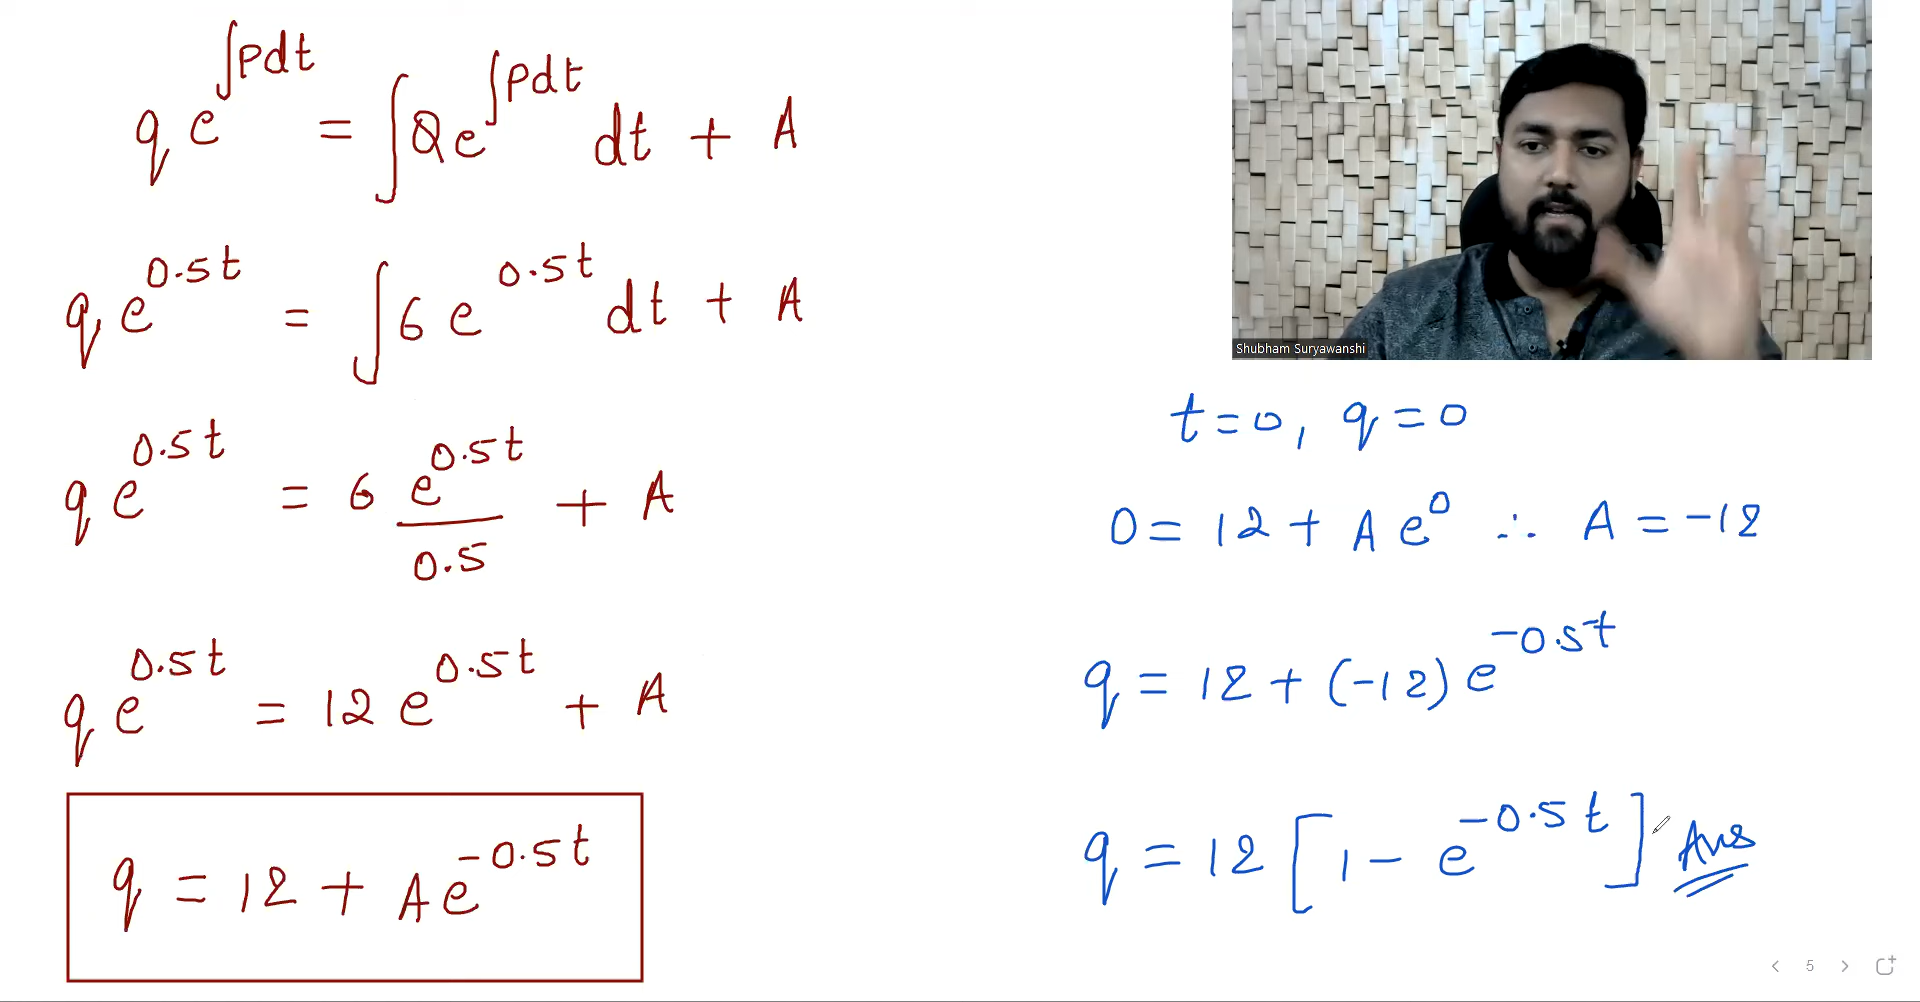 q e^∫Pdt = ∫Qe^∫Pdt dt + A
q e^0.5t = ∫6 e^0.5t dt + A
q e^0.5t = 6 e^0.5t / 0.5 + A
q e^0.5t = 12 e^0.5t + A
q = 12 + Ae^-0.5t
Shubham Suryawanshi
t=0, q=0
0 = 12 + A e^0 ∴ A = -12
q = 12 + (-12) e^-0.5t
q = 12 [1 - e^-0.5t] Ans
5